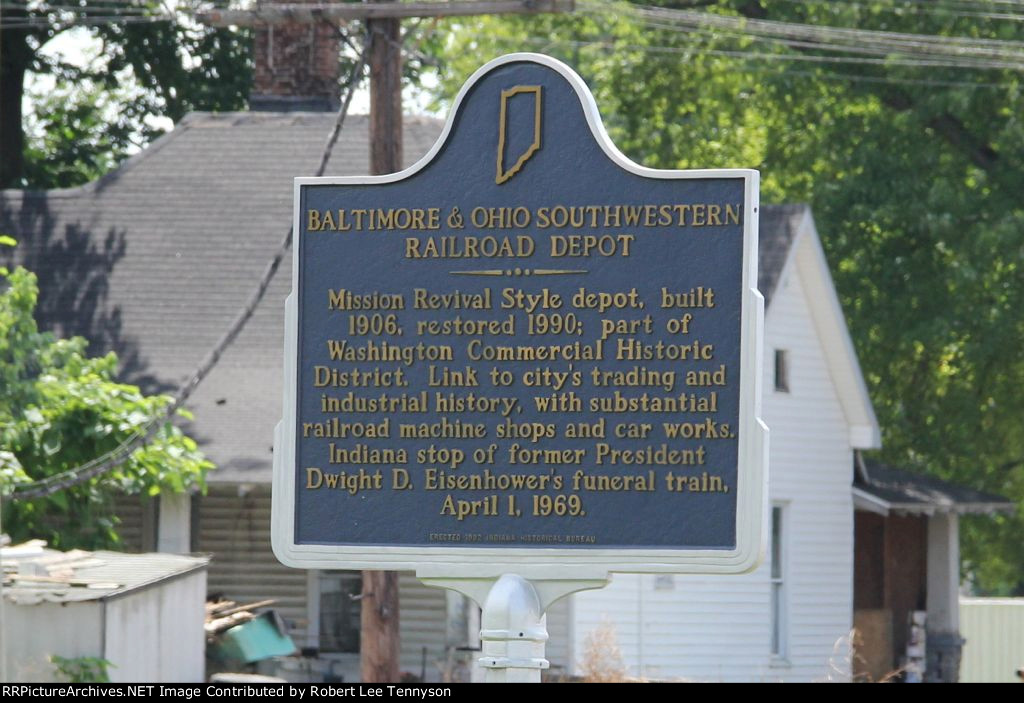 BALTIMORE & OHIO SOUTHWESTERN
RAILROAD DEPOT
Mission Revival Style depot, built
1906, restored 1990; part of
Washington Commercial Historic
District. Link to city's trading and
industrial history, with substantial
railroad machine shops and car works.
Indiana stop of former President
Dwight D. Eisenhower's funeral train,
April 1, 1969.
ERECTED 1992 INDIANA HISTORICAL BUREAU
RRPictureArchives.NET Image Contributed by Robert Lee Tennyson